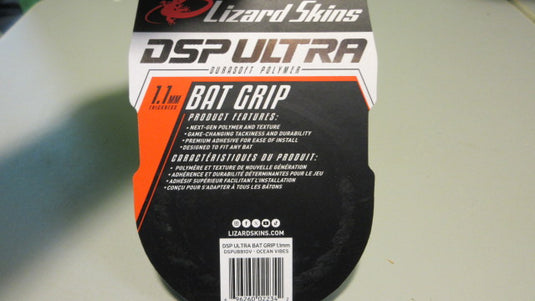 Lizard Skins
DSP ULTRA
DURASOFT POLYMER
1.1MM
THICKNESS
BAT GRIP
PRODUCT FEATURES:
• NEXT-GEN POLYMER AND TEXTURE
• GAME-CHANGING TACKINESS AND DURABILITY
• PREMIUM ADHESIVE FOR EASE OF INSTALL
• DESIGNED TO FIT ANY BAT
CARACTÉRISTIQUES DU PRODUIT:
• POLYMÈRE ET TEXTURE DE NOUVELLE GÉNÉRATION
• ADHÉRENCE ET DURABILITÉ DÉTERMINANTES POUR LE JEU
• ADHÉSIF SUPÉRIEUR FACILITANT L'INSTALLATION
• CONÇU POUR S'ADAPTER À TOUS LES BÂTONS
LIZARDSKINS.COM
DSP ULTRA BAT GRIP 1.1mm
DSPUBB10V - OCEAN VIBES